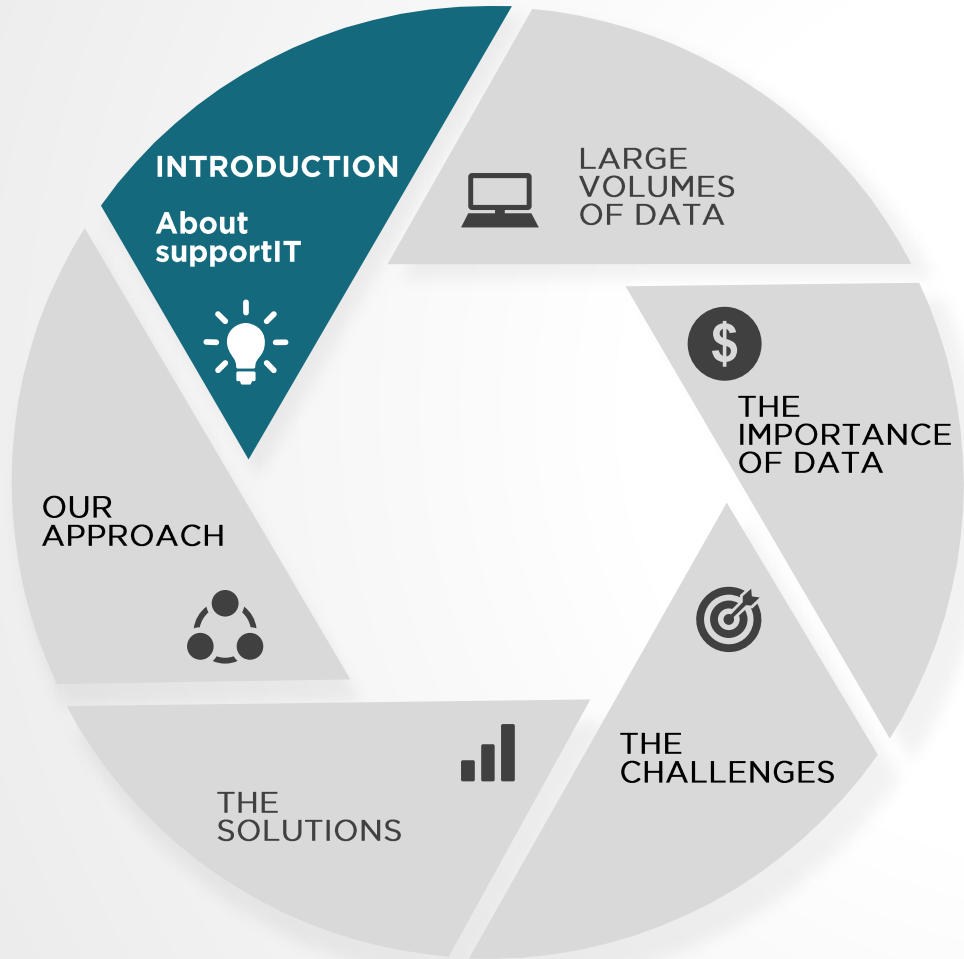 INTRODUCTION
About
supportIT
LARGE
VOLUMES
OF DATA
$
THE
IMPORTANCE
OF DATA
THE
CHALLENGES
THE
SOLUTIONS
OUR
APPROACH